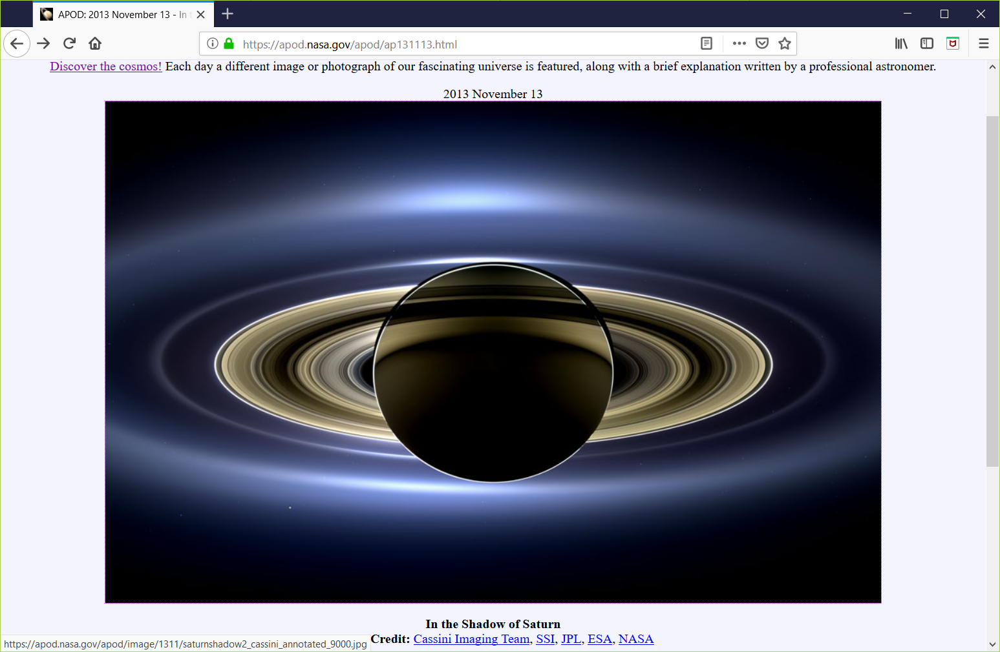 APOD: 2013 November 13 - In t
https://apod.nasa.gov/apod/ap131113.html
Discover the cosmos! Each day a different image or photograph of our fascinating universe is featured, along with a brief explanation written by a professional astronomer.
2013 November 13
In the Shadow of Saturn
Credit: Cassini Imaging Team, SSI, JPL, ESA, NASA
https://apod.nasa.gov/apod/image/1311/saturnshadow2_cassini_annotated_9000.jpg